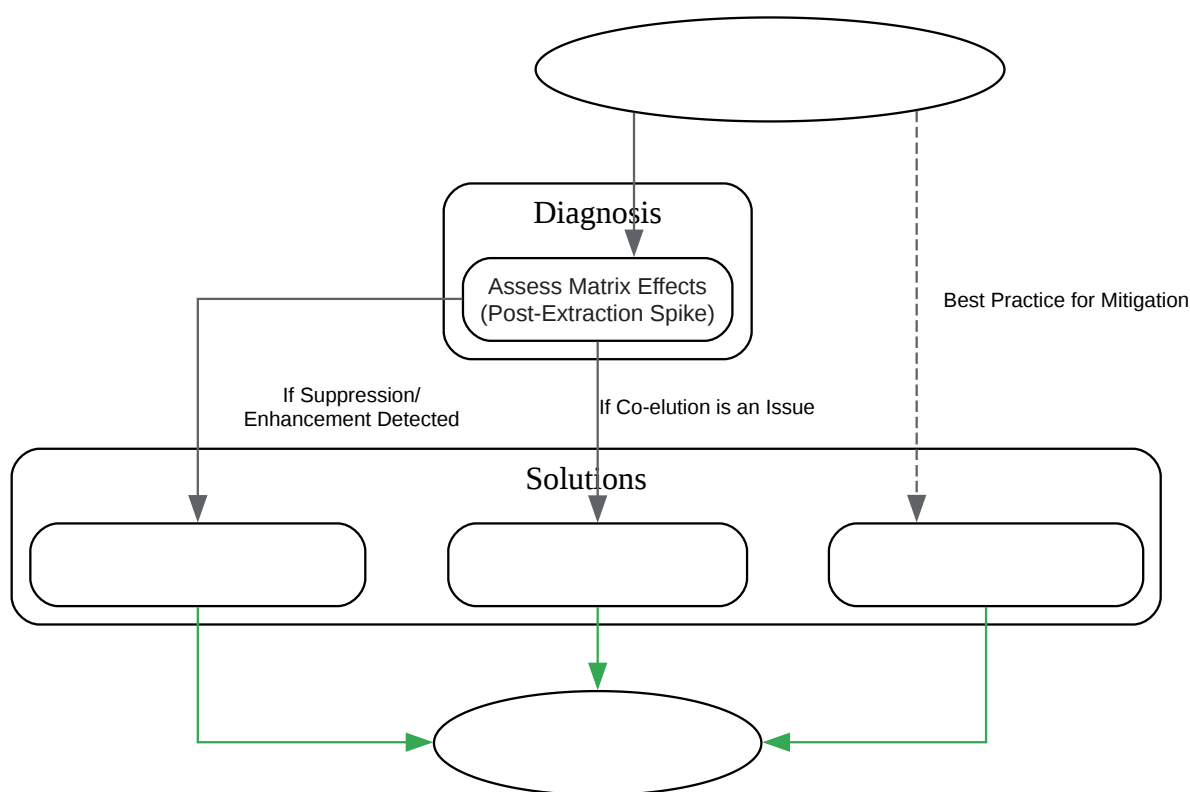 Diagnosis
Assess Matrix Effects
(Post-Extraction Spike)
Best Practice for Mitigation
If Suppression/
Enhancement Detected
If Co-elution is an Issue
Solutions